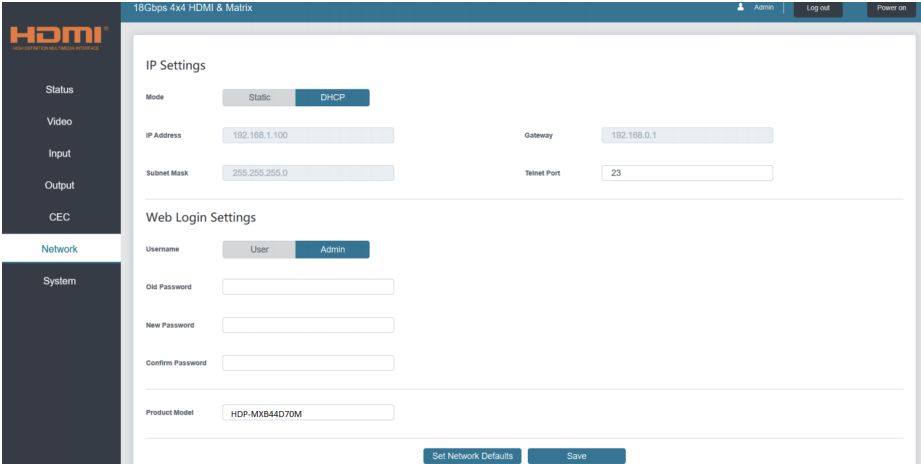 18Gbps 4x4 HDMI & Matrix
Admin
Log out
Power on
HDMI®
HIGH DEFINITION MULTIMEDIA INTERFACE
Status
Video
Input
Output
CEC
Network
System
IP Settings
Mode Static DHCP
IP Address 192.168.1.100 Gateway 192.168.0.1
Subnet Mask 255.255.255.0 Telnet Port 23
Web Login Settings
Username User Admin
Old Password
New Password
Confirm Password
Product Model HDP-MXB44D70M
Set Network Defaults Save